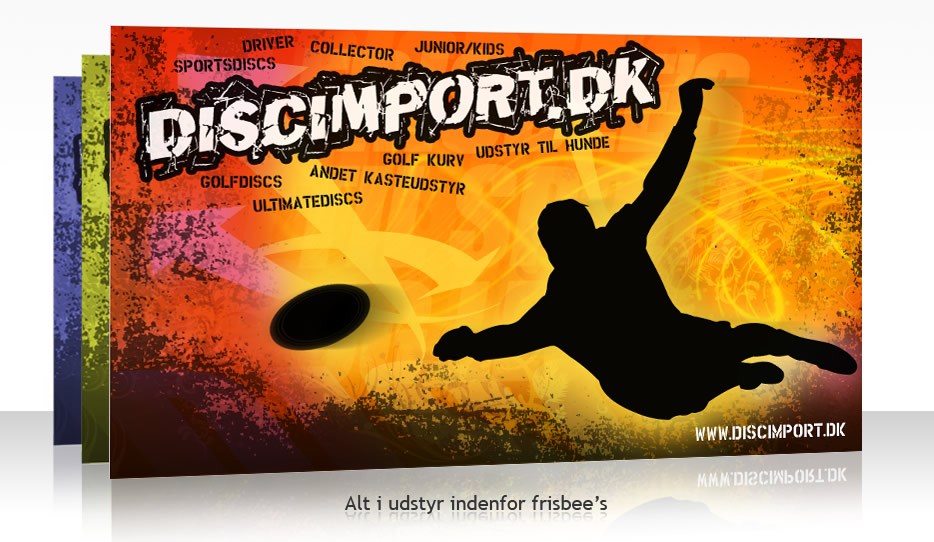 DRIVER
COLLECTOR
JUNIOR/KIDS
SPORTSDISCS
DISCIMPORT.DK
GOLF KURV
UDSTYR TIL HUNDE
GOLFDISCS
ANDET KASTEUDSTYR
ULTIMATEDISCS
WWW.DISCIMPORT.DK
Alt i udstyr indenfor frisbee’s